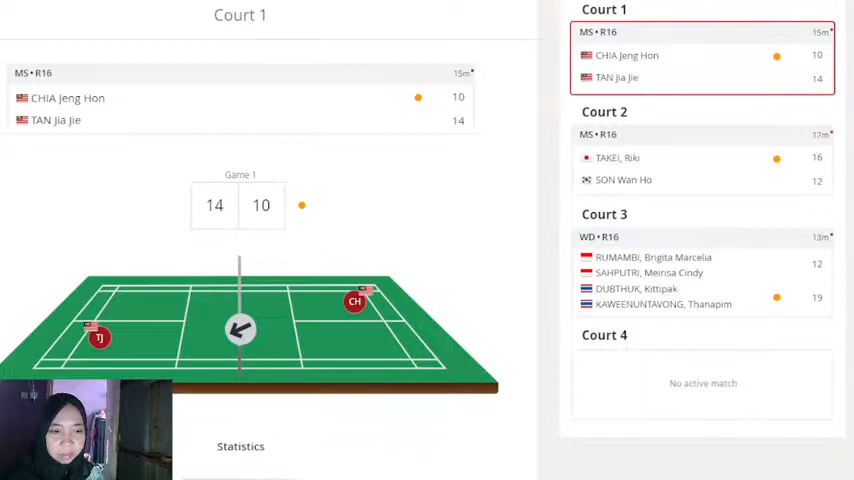 Court 1
MS • R16 15m
CHIA Jeng Hon 10
TAN Jia Jie 14
Game 1
14 10
CH
TJ
Statistics
Court 1
MS • R16 15m
CHIA Jeng Hon 10
TAN Jia Jie 14
Court 2
MS • R16 17m
TAKEI, Riki 16
SON Wan Ho 12
Court 3
WD • R16 13m
RUMAMBI, Brigita Marcelia 12
SAHPUTRI, Meirisa Cindy
DUBTHUK, Kittipak 19
KAWEENUNTAVONG, Thanapim
Court 4
No active match